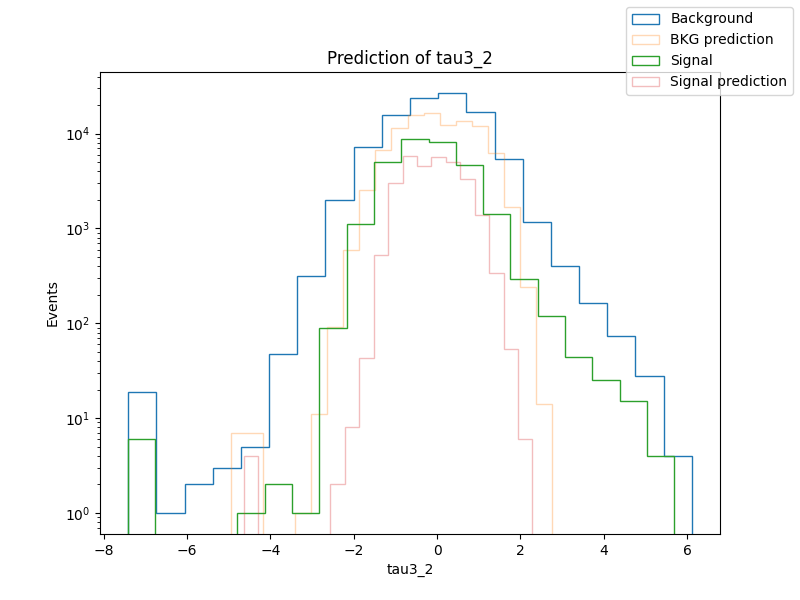 Prediction of tau3_2
Background
BKG prediction
Signal
Signal prediction
Events
10⁴
10³
10²
10¹
10⁰
−8 −6 −4 −2 0 2 4 6
tau3_2